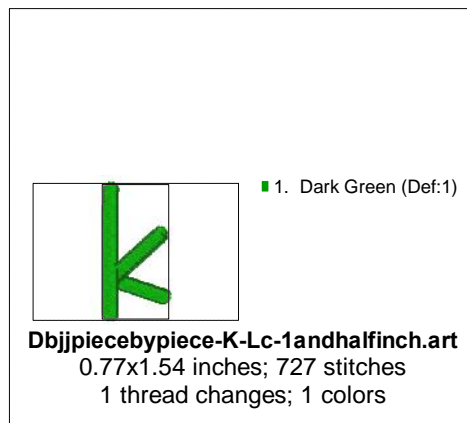 1. Dark Green (Def:1)
k
Dbjjpiecebypiece-K-Lc-1andhalfinch.art
0.77x1.54 inches; 727 stitches
1 thread changes; 1 colors